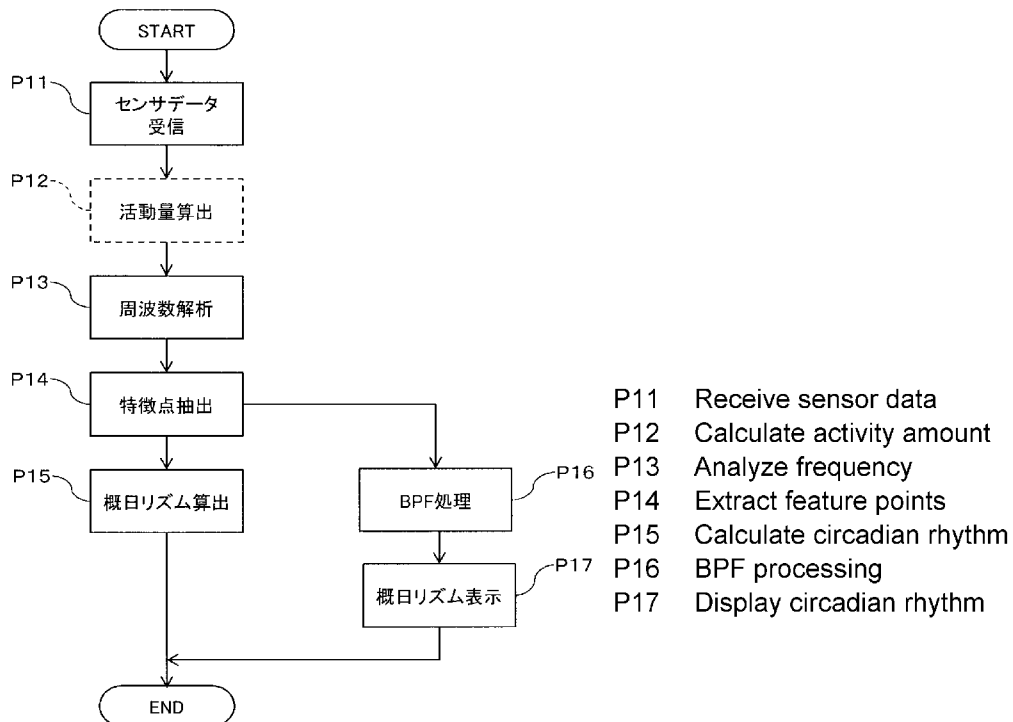 START
P11
センサデータ
受信
P12
活動量算出
P13
周波数解析
P14
特徴点抽出
P15
概日リズム算出
P16
BPF処理
P17
概日リズム表示
END
P11 Receive sensor data
P12 Calculate activity amount
P13 Analyze frequency
P14 Extract feature points
P15 Calculate circadian rhythm
P16 BPF processing
P17 Display circadian rhythm